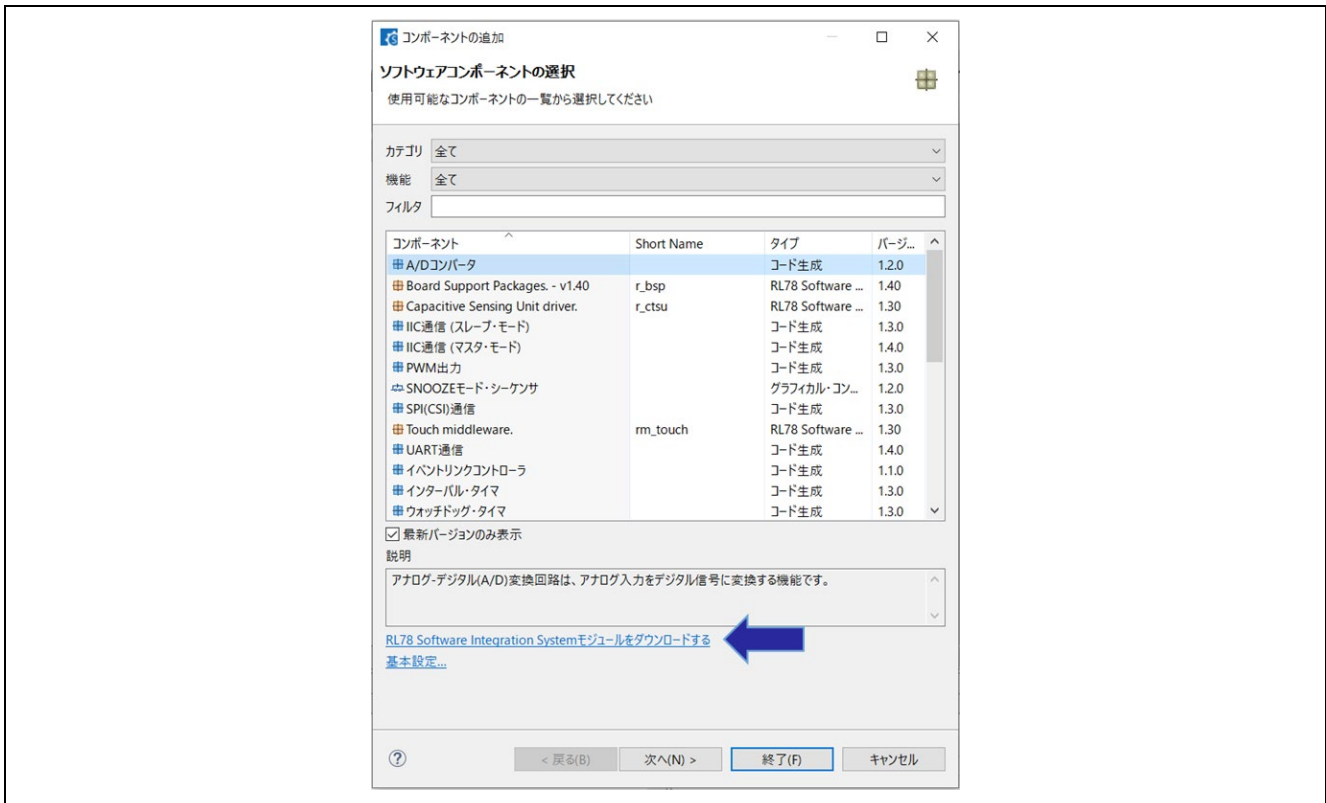 コンポーネントの追加
ソフトウェアコンポーネントの選択
使用可能なコンポーネントの一覧から選択してください
カテゴリ 全て
機能 全て
フィルタ
コンポーネント Short Name タイプ バージ...
A/Dコンバータ コード生成 1.2.0
Board Support Packages. - v1.40 r_bsp RL78 Software ... 1.40
Capacitive Sensing Unit driver. r_ctsu RL78 Software ... 1.30
IIC通信 (スレーブ・モード) コード生成 1.3.0
IIC通信 (マスタ・モード) コード生成 1.4.0
PWM出力 コード生成 1.3.0
SNOOZEモード・シーケンサ グラフィカル・コン... 1.2.0
SPI(CSI)通信 コード生成 1.3.0
Touch middleware. rm_touch RL78 Software ... 1.30
UART通信 コード生成 1.4.0
イベントリンクコントローラ コード生成 1.1.0
インターバル・タイマ コード生成 1.3.0
ウォッチドッグ・タイマ コード生成 1.3.0
最新バージョンのみ表示
説明
アナログ-デジタル(A/D)変換回路は、アナログ入力をデジタル信号に変換する機能です。
RL78 Software Integration Systemモジュールをダウンロードする
基本設定...
< 戻る(B) 次へ(N) > 終了(F) キャンセル